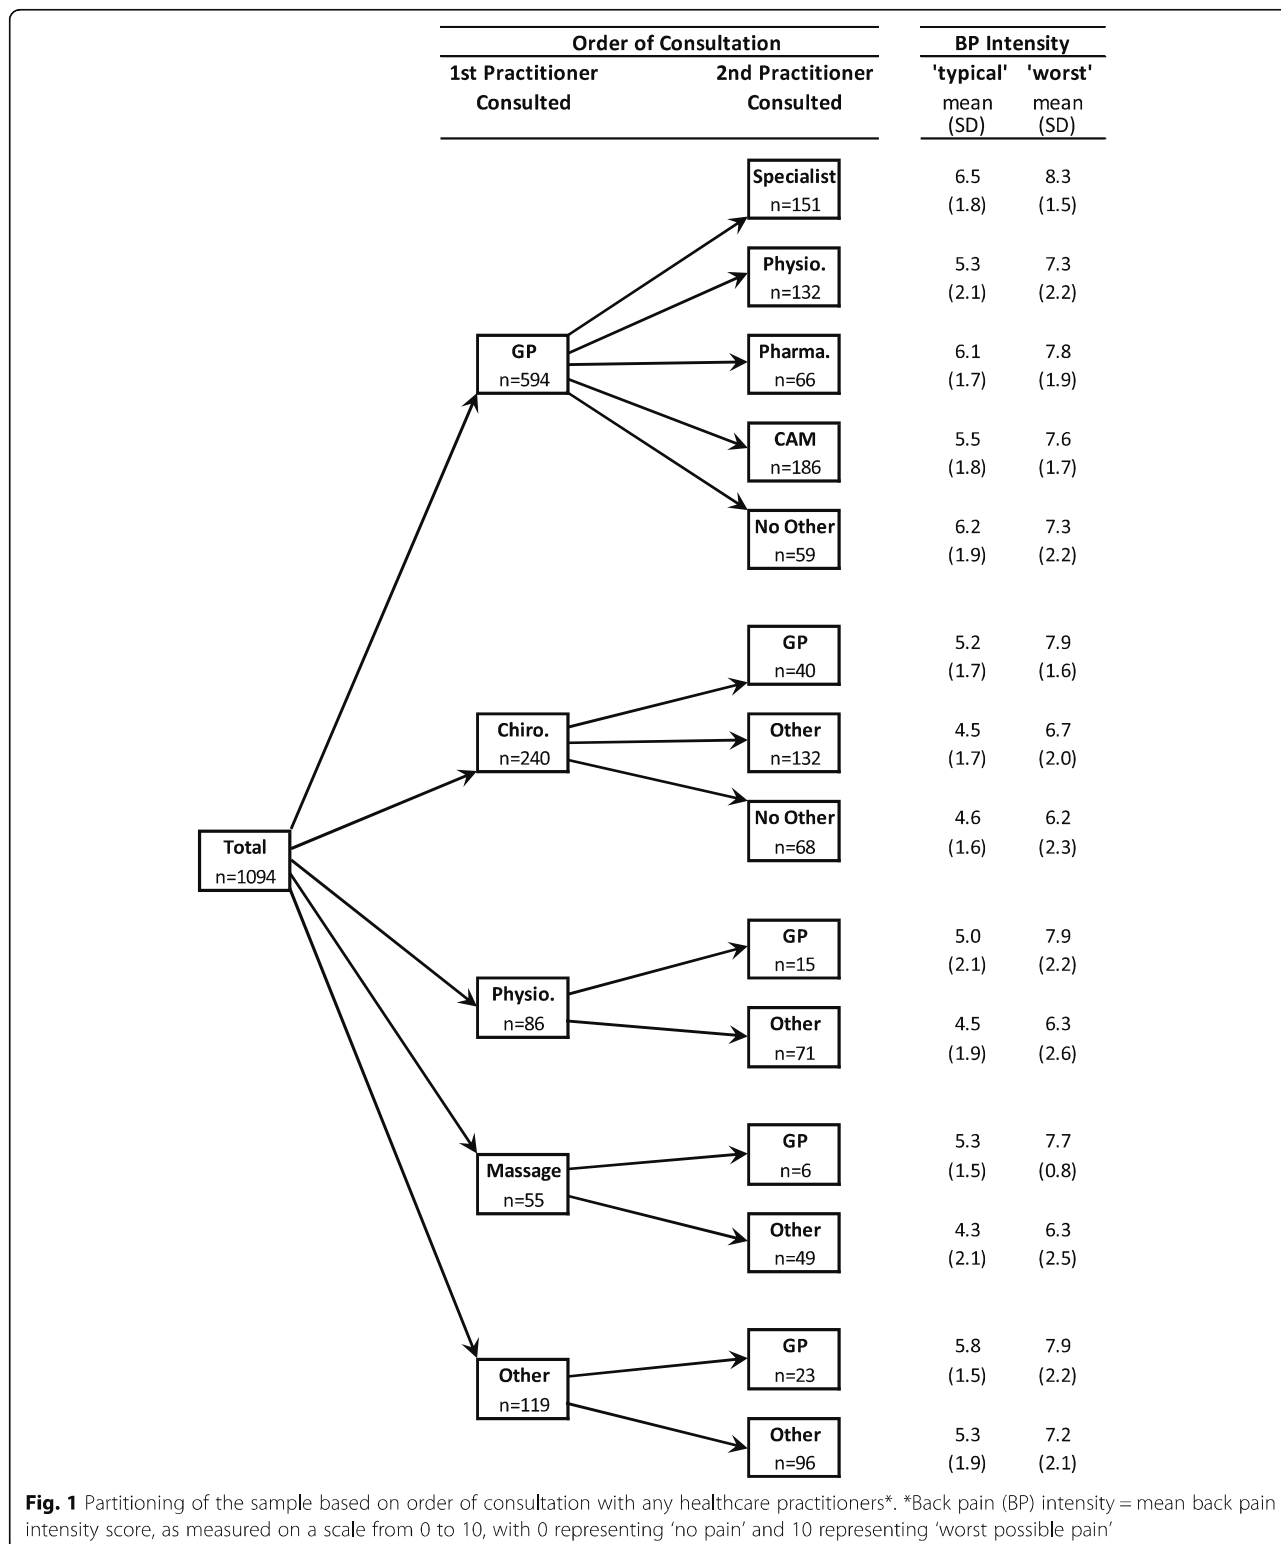 Order of Consultation BP Intensity
1st Practitioner 2nd Practitioner 'typical' 'worst'
Consulted Consulted mean mean
(SD) (SD)
Specialist 6.5 8.3
n=151 (1.8) (1.5)
Physio. 5.3 7.3
n=132 (2.1) (2.2)
GP Pharma. 6.1 7.8
n=594 n=66 (1.7) (1.9)
CAM 5.5 7.6
n=186 (1.8) (1.7)
No Other 6.2 7.3
n=59 (1.9) (2.2)
GP 5.2 7.9
n=40 (1.7) (1.6)
Chiro. Other 4.5 6.7
n=240 n=132 (1.7) (2.0)
No Other 4.6 6.2
Total
n=68 (1.6) (2.3)
n=1094
GP 5.0 7.9
n=15 (2.1) (2.2)
Physio.
Other 4.5 6.3
n=86
n=71 (1.9) (2.6)
GP 5.3 7.7
Massage n=6 (1.5) (0.8)
n=55
Other 4.3 6.3
n=49 (2.1) (2.5)
GP 5.8 7.9
Other n=23 (1.5) (2.2)
n=119
Other 5.3 7.2
n=96 (1.9) (2.1)
Fig. 1 Partitioning of the sample based on order of consultation with any healthcare practitioners*. *Back pain (BP) intensity = mean back pain
intensity score, as measured on a scale from 0 to 10, with 0 representing ‘no pain’ and 10 representing ‘worst possible pain’